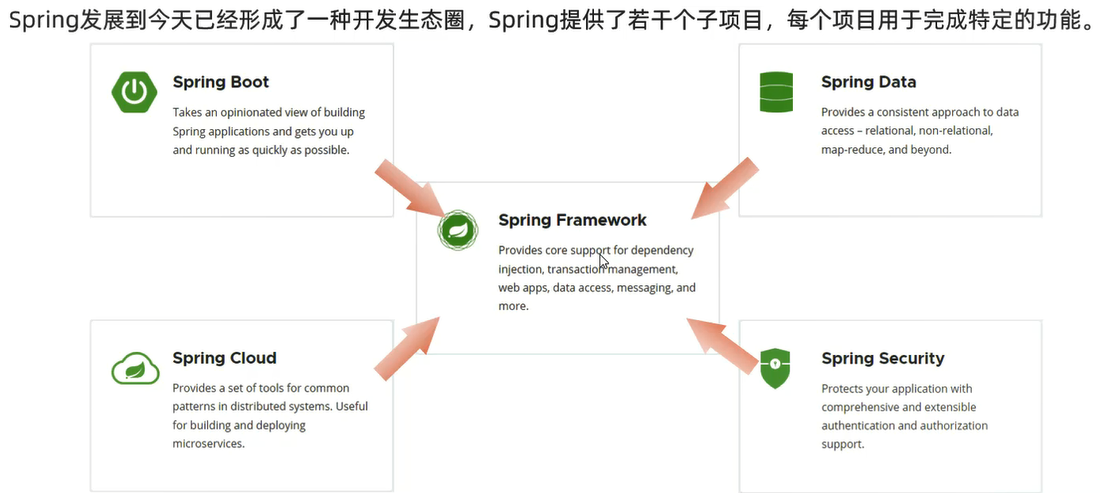 Spring发展到今天已经形成了一种开发生态圈，Spring提供了若干个子项目，每个项目用于完成特定的功能。
Spring Boot
Takes an opinionated view of building
Spring applications and gets you up
and running as quickly as possible.
Spring Data
Provides a consistent approach to data
access – relational, non-relational,
map-reduce, and beyond.
Spring Framework
Provides core support for dependency
injection, transaction management,
web apps, data access, messaging, and
more.
Spring Cloud
Provides a set of tools for common
patterns in distributed systems. Useful
for building and deploying
microservices.
Spring Security
Protects your application with
comprehensive and extensible
authentication and authorization
support.